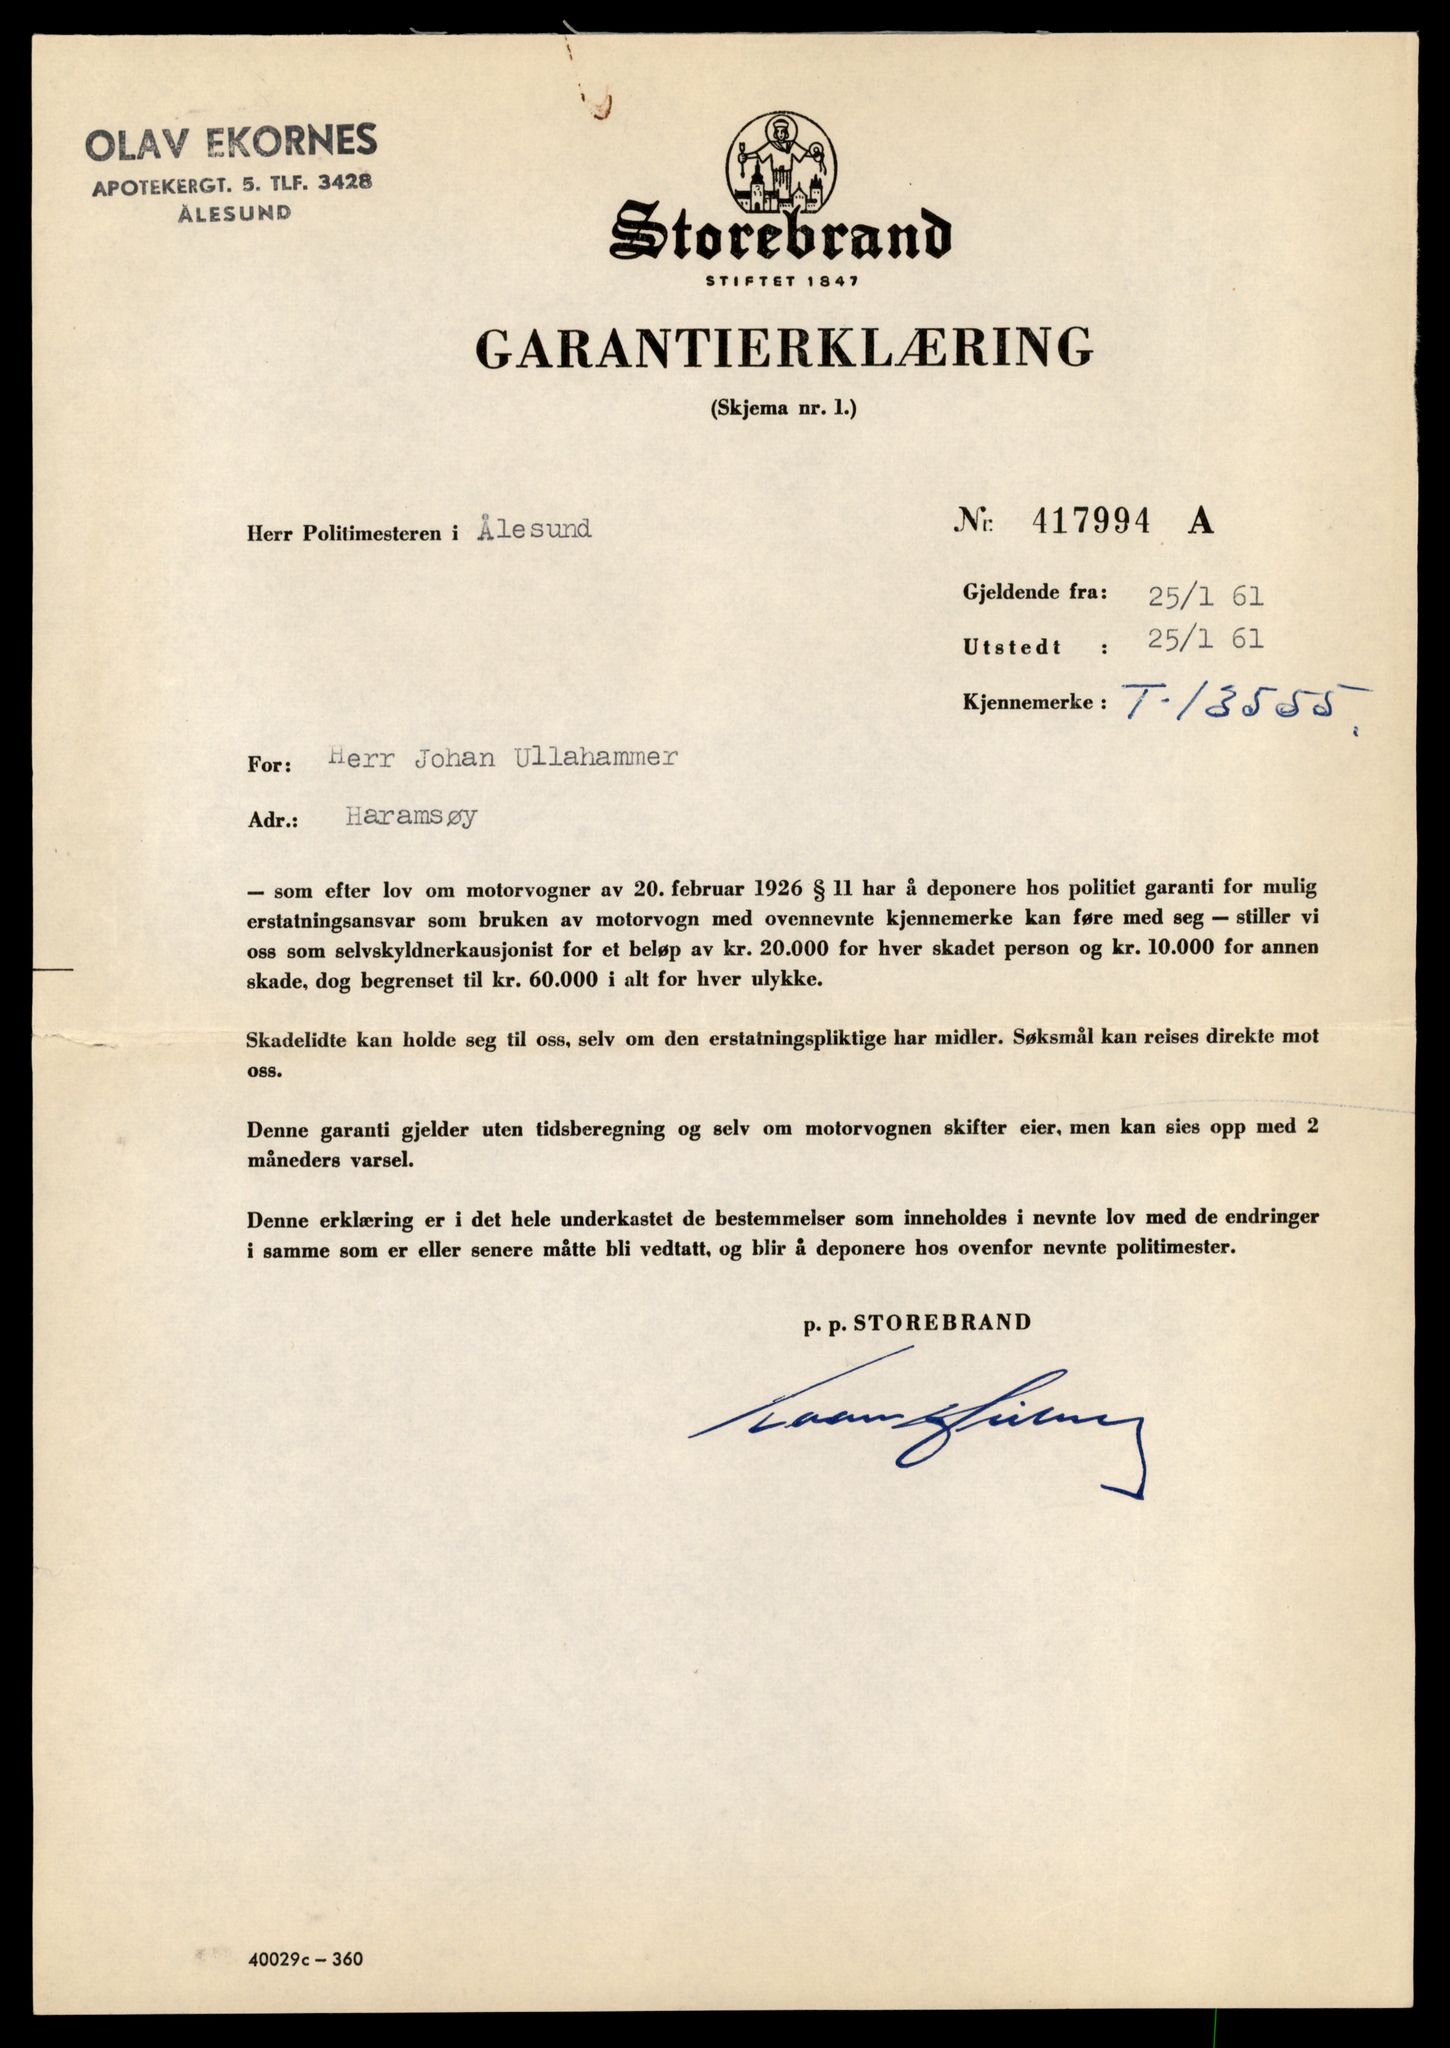 OLAV EKORNES
APOTEKERGT. 5. TLF. 3428
ÅLESUND
Storebrand
STIFTET 1847
GARANTIERKLÆRING
(Skjema nr. 1.)
Herr Politimesteren i Ålesund
Nr. 417994 A
Gjeldende fra: 25/1 61
Utstedt : 25/1 61
Kjennemerke: T-13555.
For: Herr Johan Ullahammer
Adr.: Haramsøy
— som efter lov om motorvogner av 20. februar 1926 § 11 har å deponere hos politiet garanti for mulig
erstatningsansvar som bruken av motorvogn med ovennevnte kjennemerke kan føre med seg — stiller vi
oss som selvskyldnerkausjonist for et beløp av kr. 20.000 for hver skadet person og kr. 10.000 for annen
skade, dog begrenset til kr. 60.000 i alt for hver ulykke.
Skadelidte kan holde seg til oss, selv om den erstatningspliktige har midler. Søksmål kan reises direkte mot
oss.
Denne garanti gjelder uten tidsberegning og selv om motorvognen skifter eier, men kan sies opp med 2
måneders varsel.
Denne erklæring er i det hele underkastet de bestemmelser som inneholdes i nevnte lov med de endringer
i samme som er eller senere måtte bli vedtatt, og blir å deponere hos ovenfor nevnte politimester.
p. p. STOREBRAND
40029c – 360